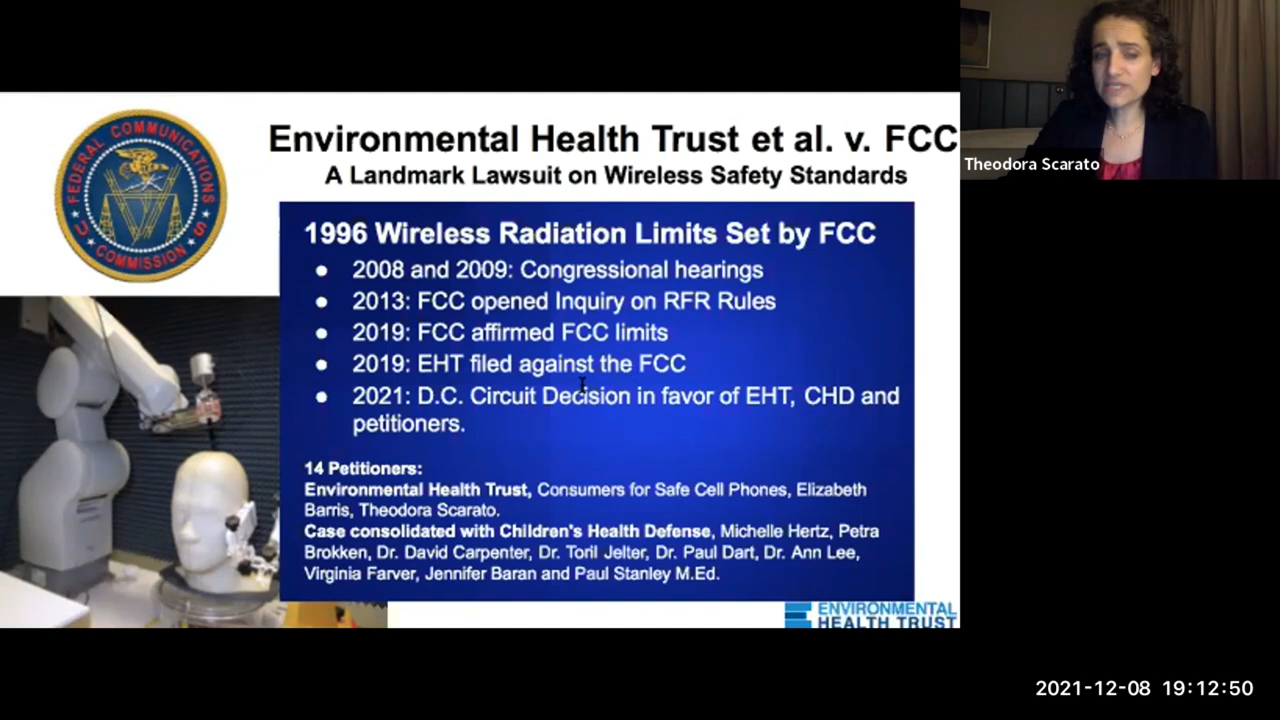 FEDERAL COMMUNICATIONS COMMISSION
Environmental Health Trust et al. v. FCC
A Landmark Lawsuit on Wireless Safety Standards
Theodora Scarato
1996 Wireless Radiation Limits Set by FCC
● 2008 and 2009: Congressional hearings
● 2013: FCC opened Inquiry on RFR Rules
● 2019: FCC affirmed FCC limits
● 2019: EHT filed against the FCC
● 2021: D.C. Circuit Decision in favor of EHT, CHD and
petitioners.
14 Petitioners:
Environmental Health Trust, Consumers for Safe Cell Phones, Elizabeth
Barris, Theodora Scarato.
Case consolidated with Children's Health Defense, Michelle Hertz, Petra
Brokken, Dr. David Carpenter, Dr. Toril Jelter, Dr. Paul Dart, Dr. Ann Lee,
Virginia Farver, Jennifer Baran and Paul Stanley M.Ed.
ENVIRONMENTAL
HEALTH TRUST
2021-12-08 19:12:50